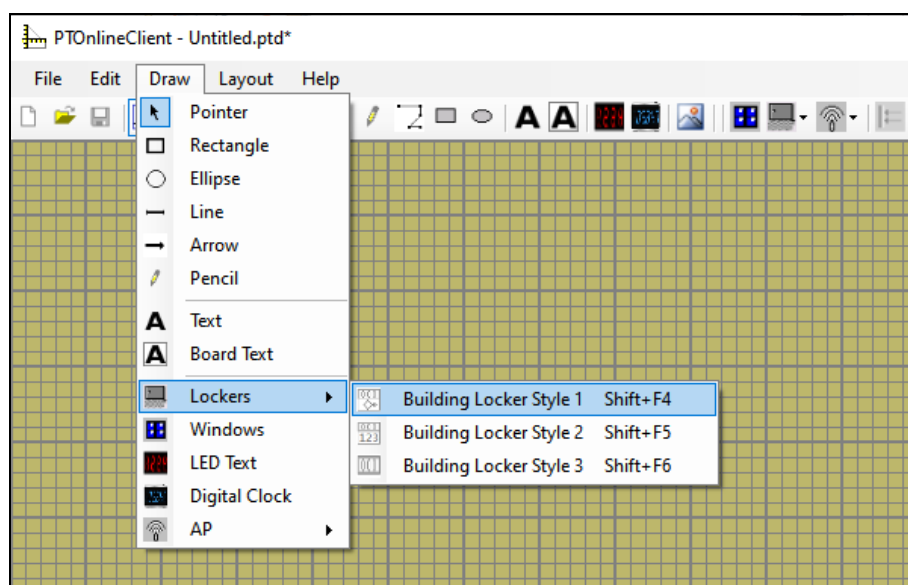 PTOnlineClient - Untitled.ptd*
File Edit Draw Layout Help
Pointer
Rectangle
Ellipse
Line
Arrow
Pencil
A Text
A Board Text
Lockers
Building Locker Style 1 Shift+F4
Building Locker Style 2 Shift+F5
Building Locker Style 3 Shift+F6
Windows
LED Text
Digital Clock
AP